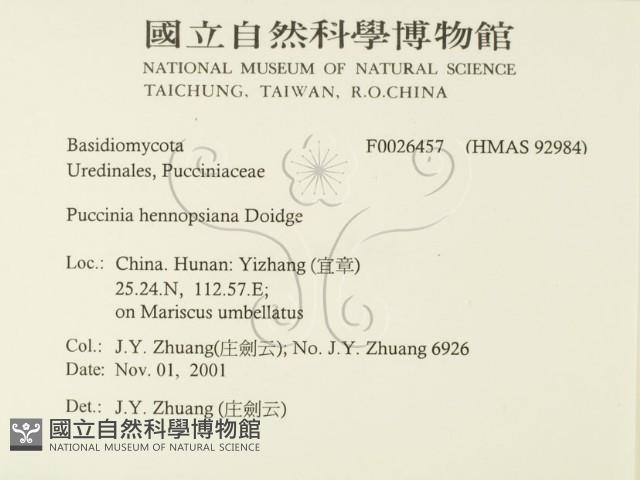 國立自然科學博物館
NATIONAL MUSEUM OF NATURAL SCIENCE
TAICHUNG, TAIWAN, R.O.CHINA
Basidiomycota F0026457 (HMAS 92984)
Uredinales, Pucciniaceae
Puccinia hennopsiana Doidge
Loc.: China. Hunan: Yizhang (宜章)
25.24.N, 112.57.E;
on Mariscus umbellatus
Col.: J.Y. Zhuang(庄劍云); No. J.Y. Zhuang 6926
Date: Nov. 01, 2001
Det.: J.Y. Zhuang (庄劍云)
國立自然科學博物館
NATIONAL MUSEUM OF NATURAL SCIENCE